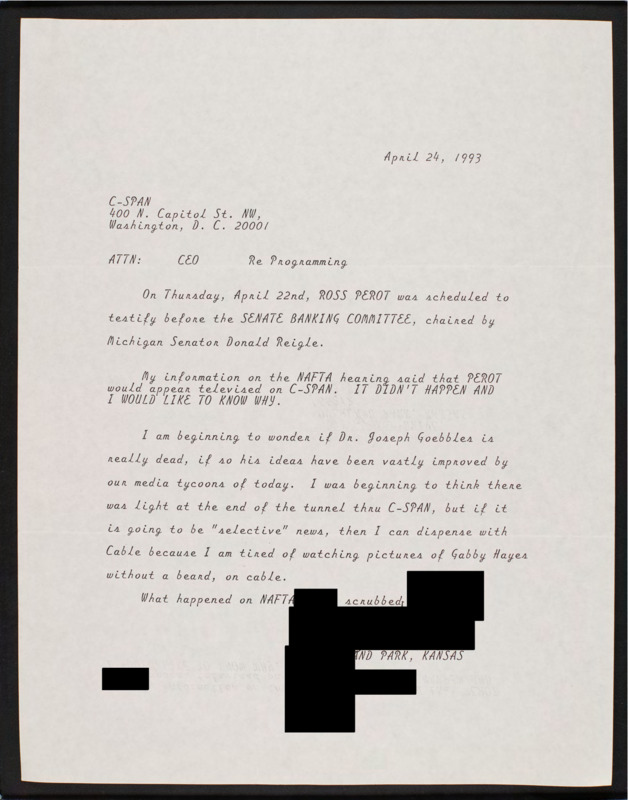 April 24, 1993
C-SPAN
400 N. Capitol St. NW,
Washington, D. C. 20001
ATTN: CEO Re Programming
On Thursday, April 22nd, ROSS PEROT was scheduled to
testify before the SENATE BANKING COMMITTEE, chaired by
Michigan Senator Donald Reigle.
My information on the NAFTA hearing said that PEROT
would appear televised on C-SPAN. IT DIDN'T HAPPEN AND
I WOULD LIKE TO KNOW WHY.
I am beginning to wonder if Dr. Joseph Goebbles is
really dead, if so his ideas have been vastly improved by
our media tycoons of today. I was beginning to think there
was light at the end of the tunnel thru C-SPAN, but if it
is going to be "selective" news, then I can dispense with
Cable because I am tired of watching pictures of Gabby Hayes
without a beard, on cable.
What happened on NAFTA scrubbed
AND PARK, KANSAS